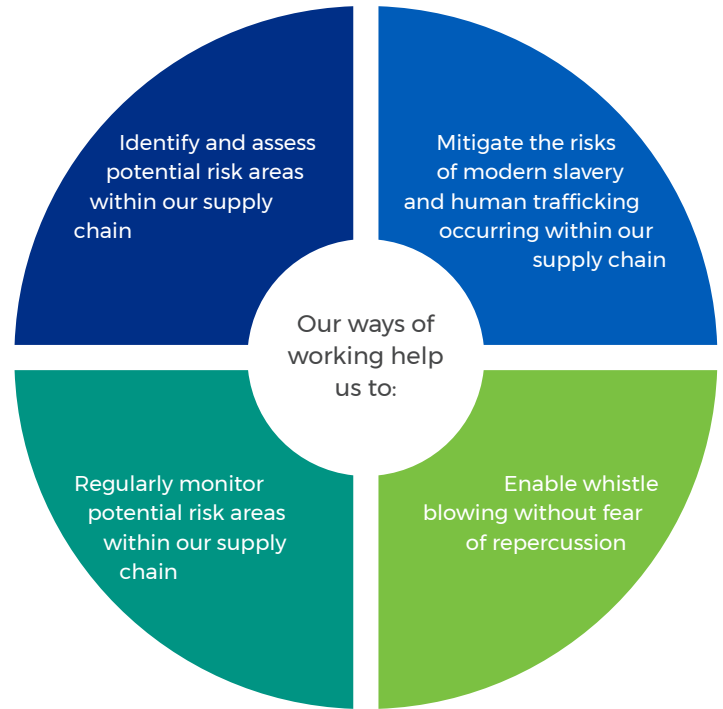 Identify and assess
potential risk areas
within our supply
chain
Mitigate the risks
of modern slavery
and human trafficking
occurring within our
supply chain
Our ways of
working help
us to:
Regularly monitor
potential risk areas
within our supply
chain
Enable whistle
blowing without fear
of repercussion